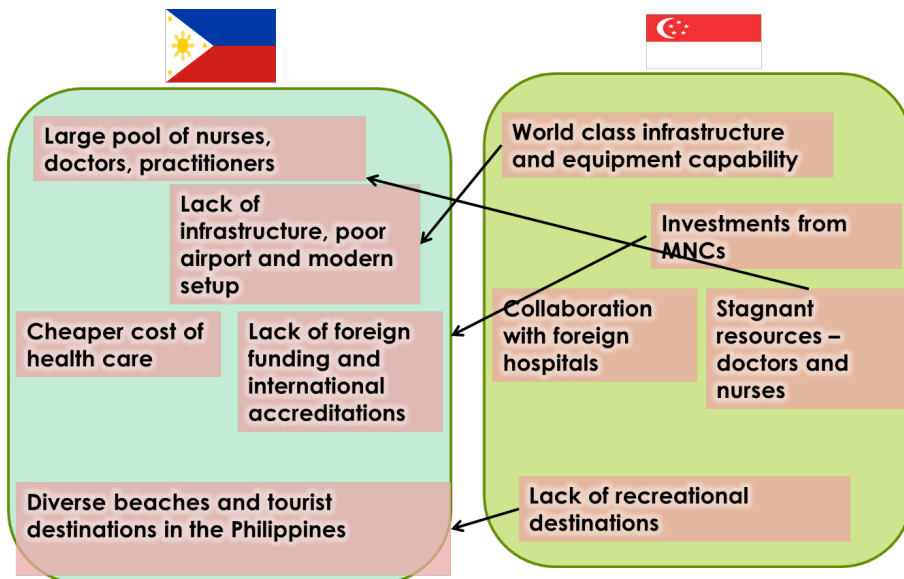 Large pool of nurses,
doctors, practitioners
Lack of
infrastructure, poor
airport and modern
setup
Cheaper cost of
health care
Lack of foreign
funding and
international
accreditations
Diverse beaches and tourist
destinations in the Philippines
World class infrastructure
and equipment capability
Investments from
MNCs
Collaboration
with foreign
hospitals
Stagnant
resources –
doctors and
nurses
Lack of recreational
destinations